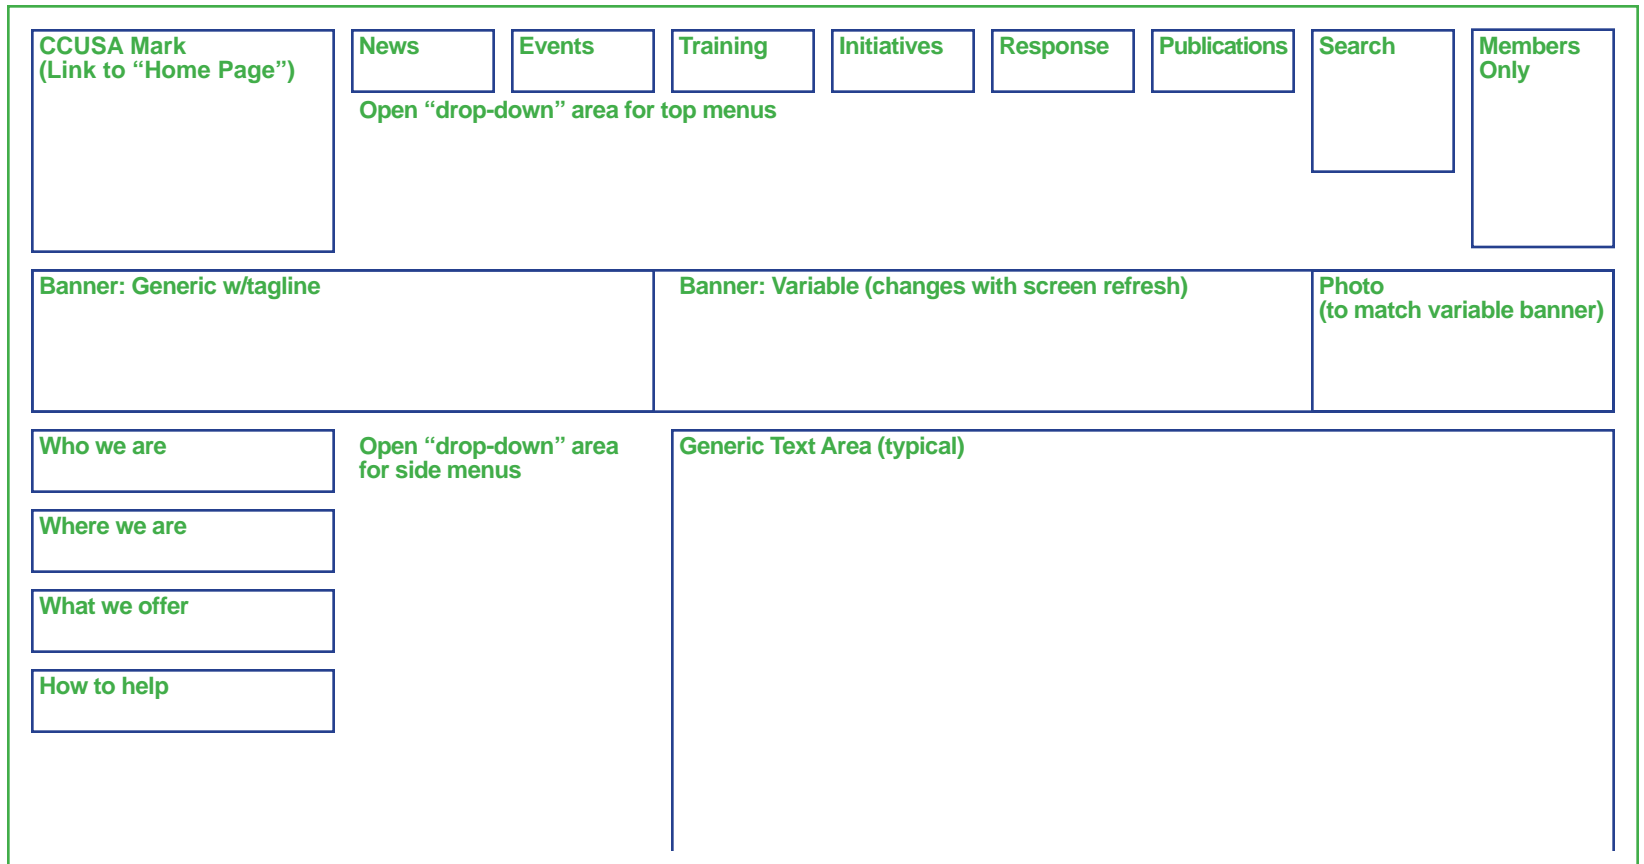 CCUSA Mark
(Link to “Home Page”)
News
Events
Training
Initiatives
Response
Publications
Search
Members
Only
Open “drop-down” area for top menus
Banner: Generic w/tagline
Banner: Variable (changes with screen refresh)
Photo
(to match variable banner)
Who we are
Where we are
What we offer
How to help
Open “drop-down” area
for side menus
Generic Text Area (typical)